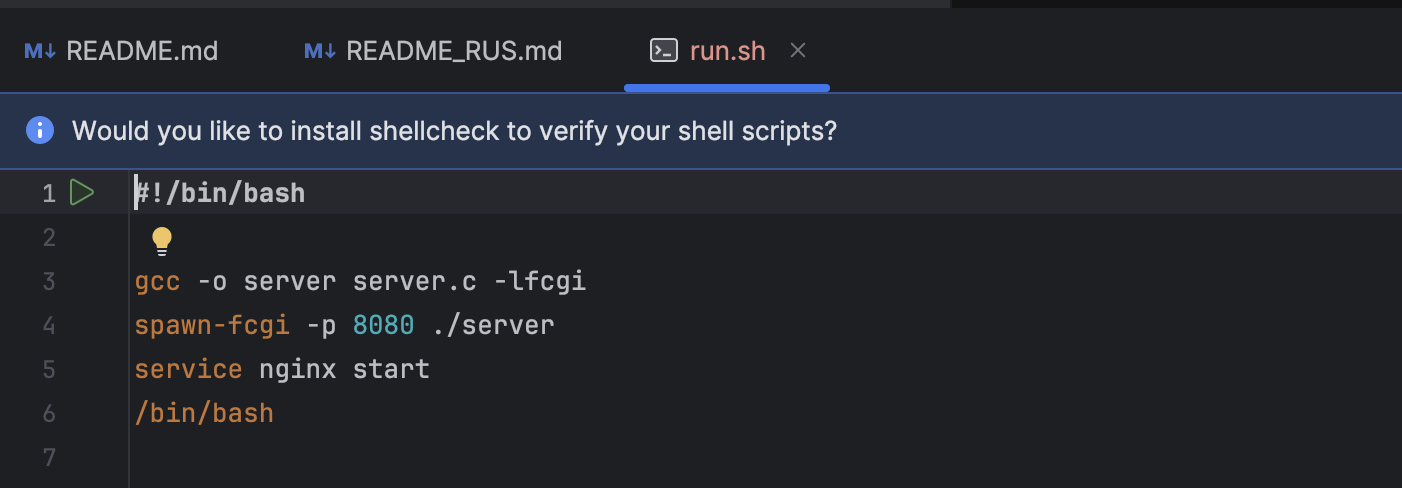 README.md README_RUS.md run.sh
Would you like to install shellcheck to verify your shell scripts?
1 #!/bin/bash
2
3 gcc -o server server.c -lfcgi
4 spawn-fcgi -p 8080 ./server
5 service nginx start
6 /bin/bash
7